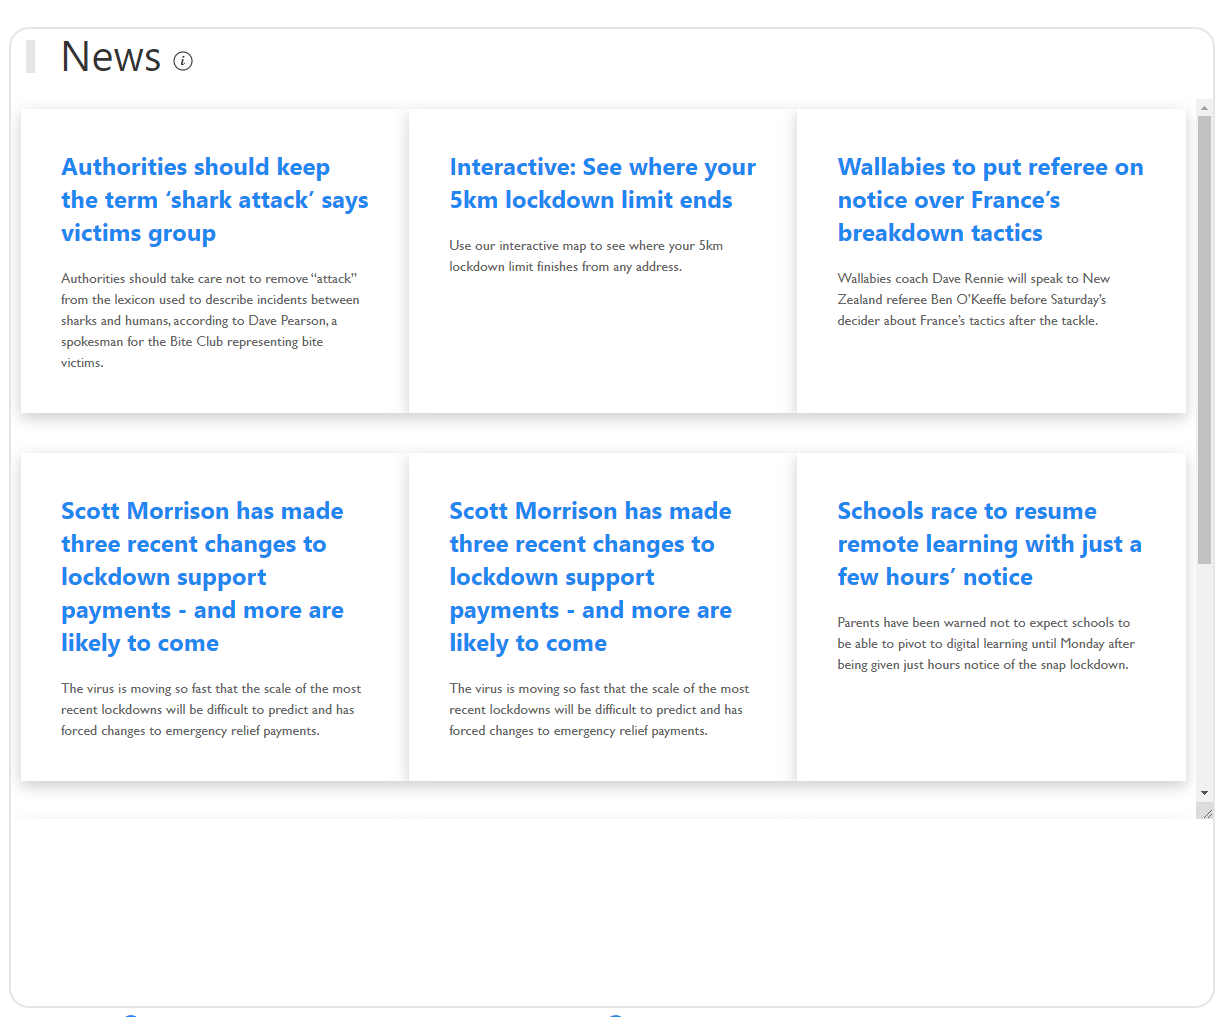 News i
Authorities should keep
the term ‘shark attack’ says
victims group
Authorities should take care not to remove “attack”
from the lexicon used to describe incidents between
sharks and humans, according to Dave Pearson, a
spokesman for the Bite Club representing bite
victims.
Interactive: See where your
5km lockdown limit ends
Use our interactive map to see where your 5km
lockdown limit finishes from any address.
Wallabies to put referee on
notice over France’s
breakdown tactics
Wallabies coach Dave Rennie will speak to New
Zealand referee Ben O’Keeffe before Saturday’s
decider about France’s tactics after the tackle.
Scott Morrison has made
three recent changes to
lockdown support
payments - and more are
likely to come
The virus is moving so fast that the scale of the most
recent lockdowns will be difficult to predict and has
forced changes to emergency relief payments.
Scott Morrison has made
three recent changes to
lockdown support
payments - and more are
likely to come
The virus is moving so fast that the scale of the most
recent lockdowns will be difficult to predict and has
forced changes to emergency relief payments.
Schools race to resume
remote learning with just a
few hours’ notice
Parents have been warned not to expect schools to
be able to pivot to digital learning until Monday after
being given just hours notice of the snap lockdown.